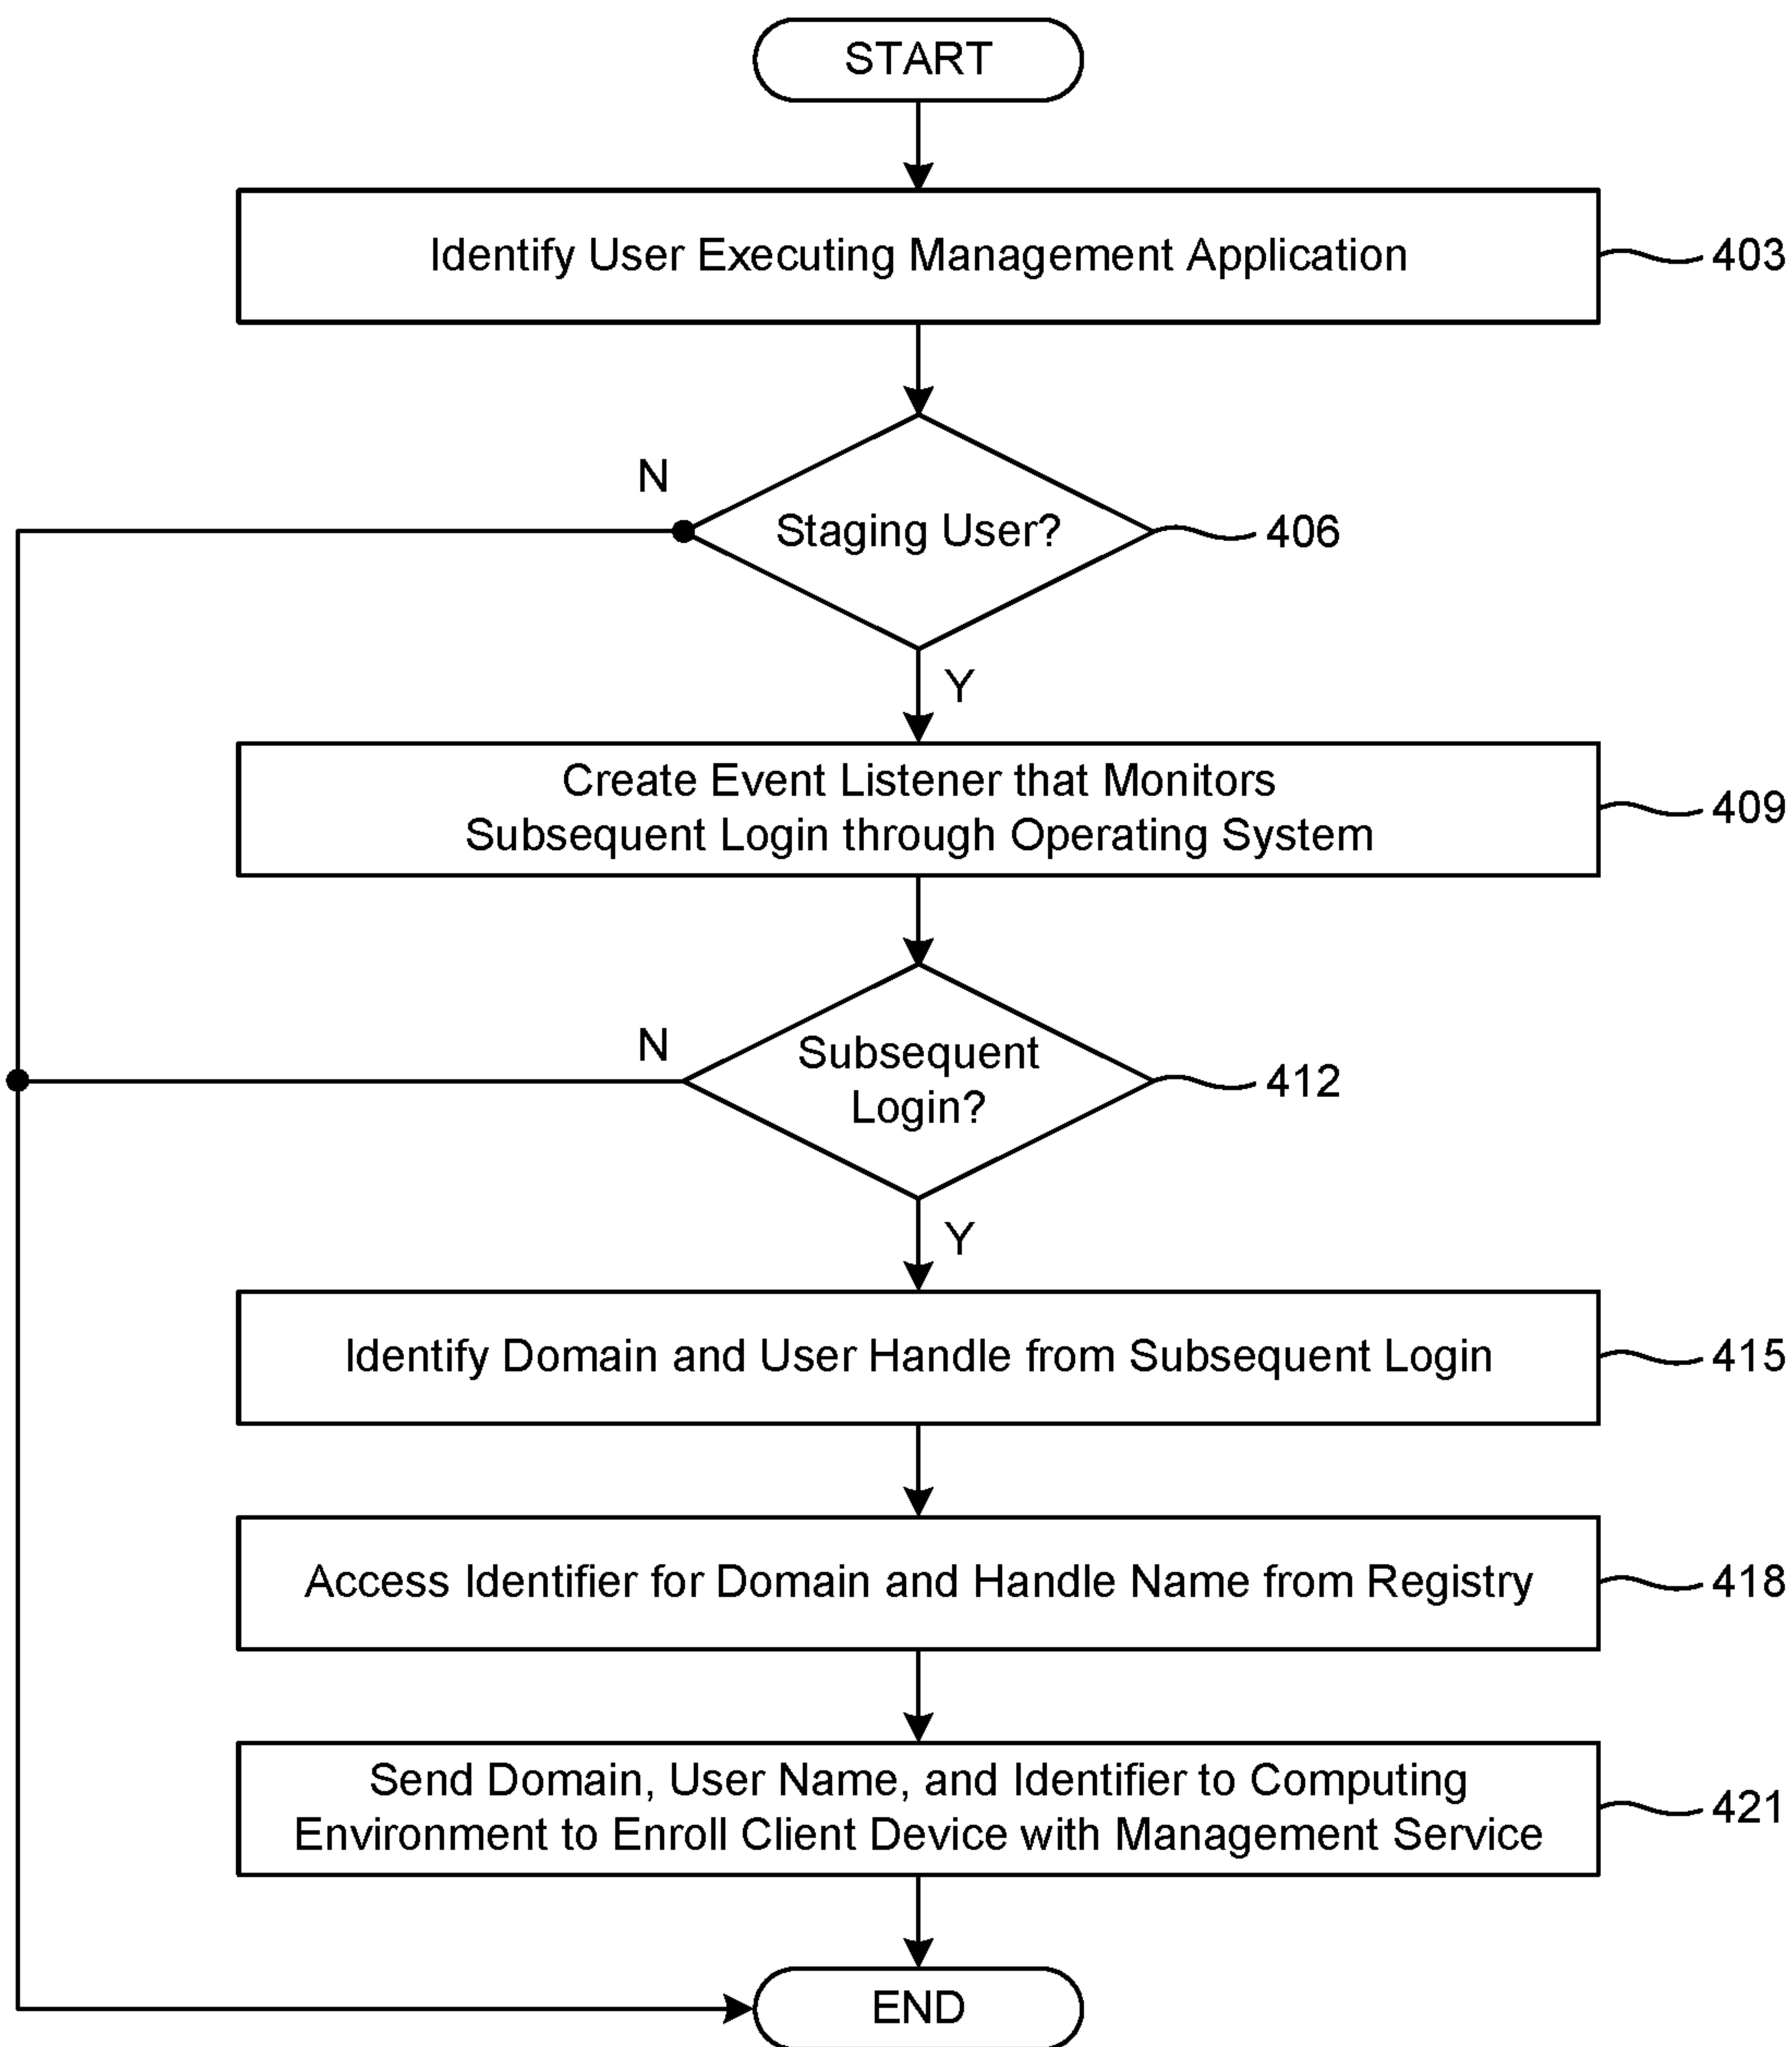 START
Identify User Executing Management Application
403
N
Staging User?
406
Y
Create Event Listener that Monitors
Subsequent Login through Operating System
409
N
Subsequent
Login?
412
Y
Identify Domain and User Handle from Subsequent Login
415
Access Identifier for Domain and Handle Name from Registry
418
Send Domain, User Name, and Identifier to Computing
Environment to Enroll Client Device with Management Service
421
END